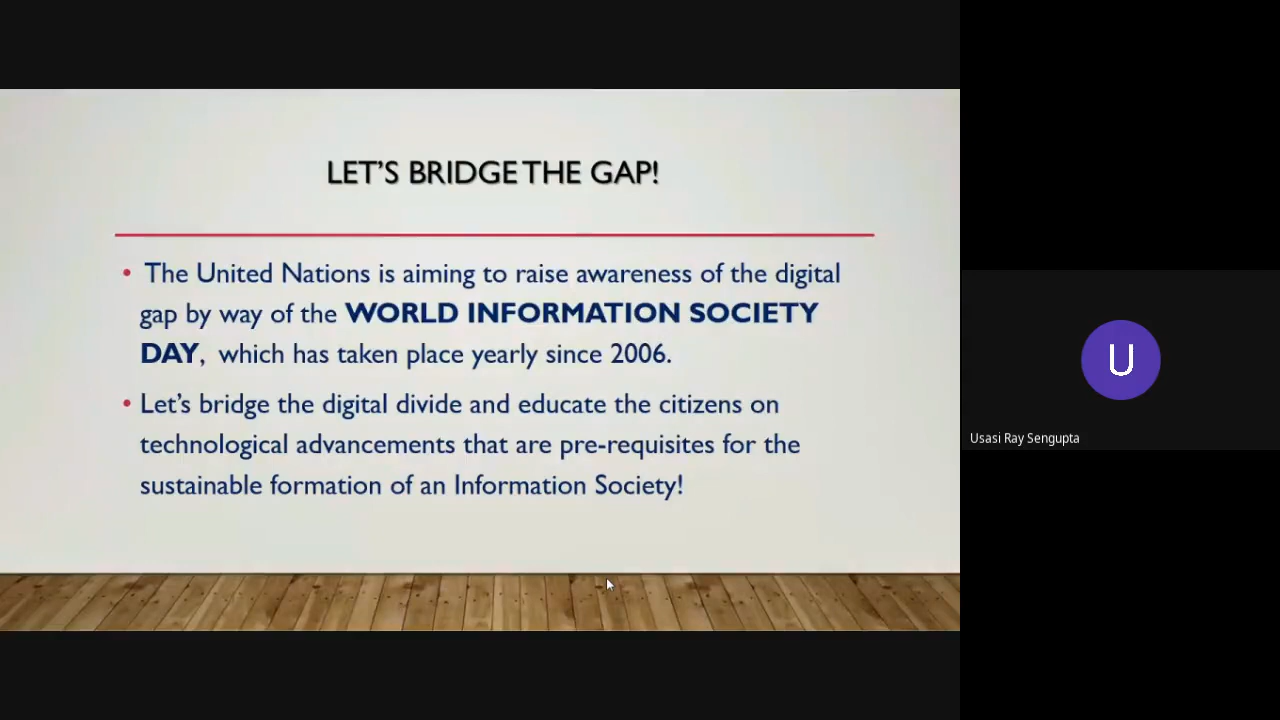 LET'S BRIDGE THE GAP!
• The United Nations is aiming to raise awareness of the digital
gap by way of the WORLD INFORMATION SOCIETY
DAY, which has taken place yearly since 2006.
• Let's bridge the digital divide and educate the citizens on
technological advancements that are pre-requisites for the
sustainable formation of an Information Society!
U
Usasi Ray Sengupta